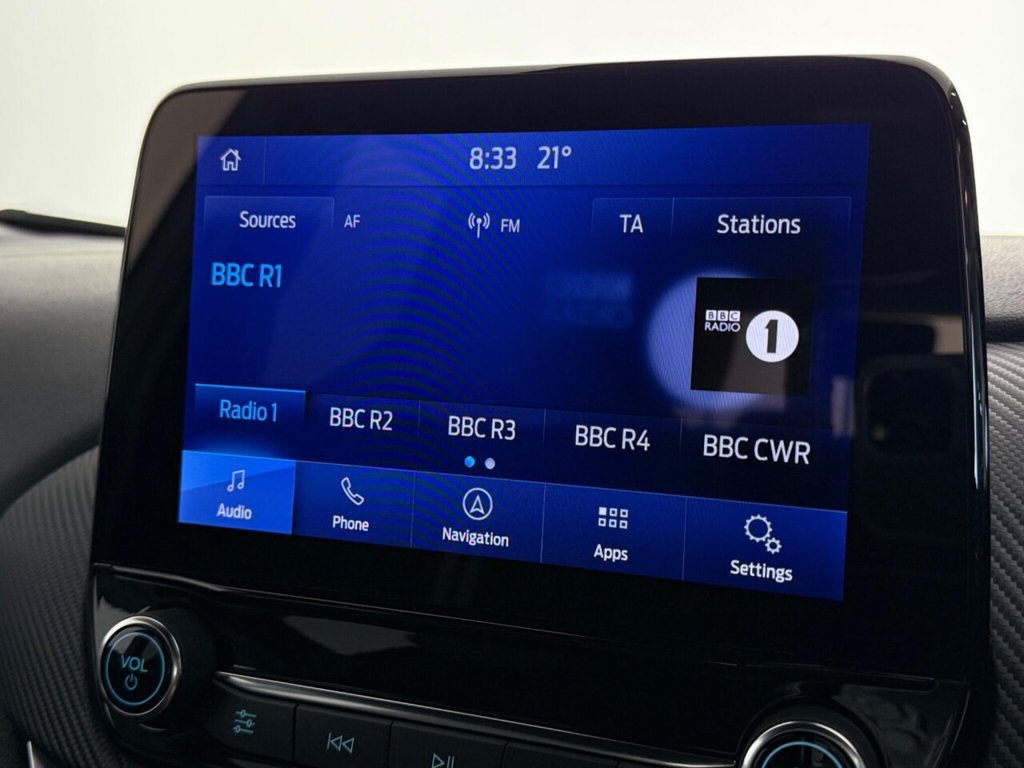 8:33 21°
Sources AF FM TA Stations
BBC R1
BBC
RADIO 1
Radio 1 BBC R2 BBC R3 BBC R4 BBC CWR
Audio Phone Navigation Apps Settings
VOL